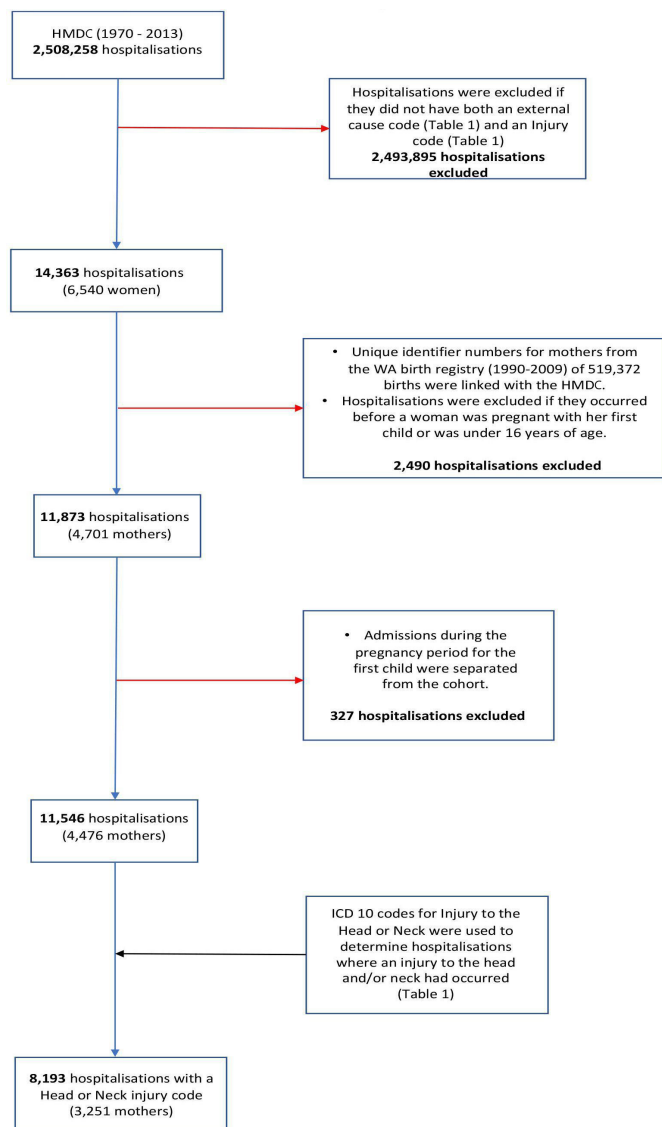 HMDC (1970 - 2013)
2,508,258 hospitalisations
Hospitalisations were excluded if
they did not have both an external
cause code (Table 1) and an Injury
code (Table 1)
2,493,895 hospitalisations
excluded
14,363 hospitalisations
(6,540 women)
• Unique identifier numbers for mothers from
the WA birth registry (1990-2009) of 519,372
births were linked with the HMDC.
• Hospitalisations were excluded if they occurred
before a woman was pregnant with her first
child or was under 16 years of age.
2,490 hospitalisations excluded
11,873 hospitalisations
(4,701 mothers)
• Admissions during the
pregnancy period for the
first child were separated
from the cohort.
327 hospitalisations excluded
11,546 hospitalisations
(4,476 mothers)
ICD 10 codes for Injury to the
Head or Neck were used to
determine hospitalisations
where an injury to the head
and/or neck had occurred
(Table 1)
8,193 hospitalisations with a
Head or Neck injury code
(3,251 mothers)